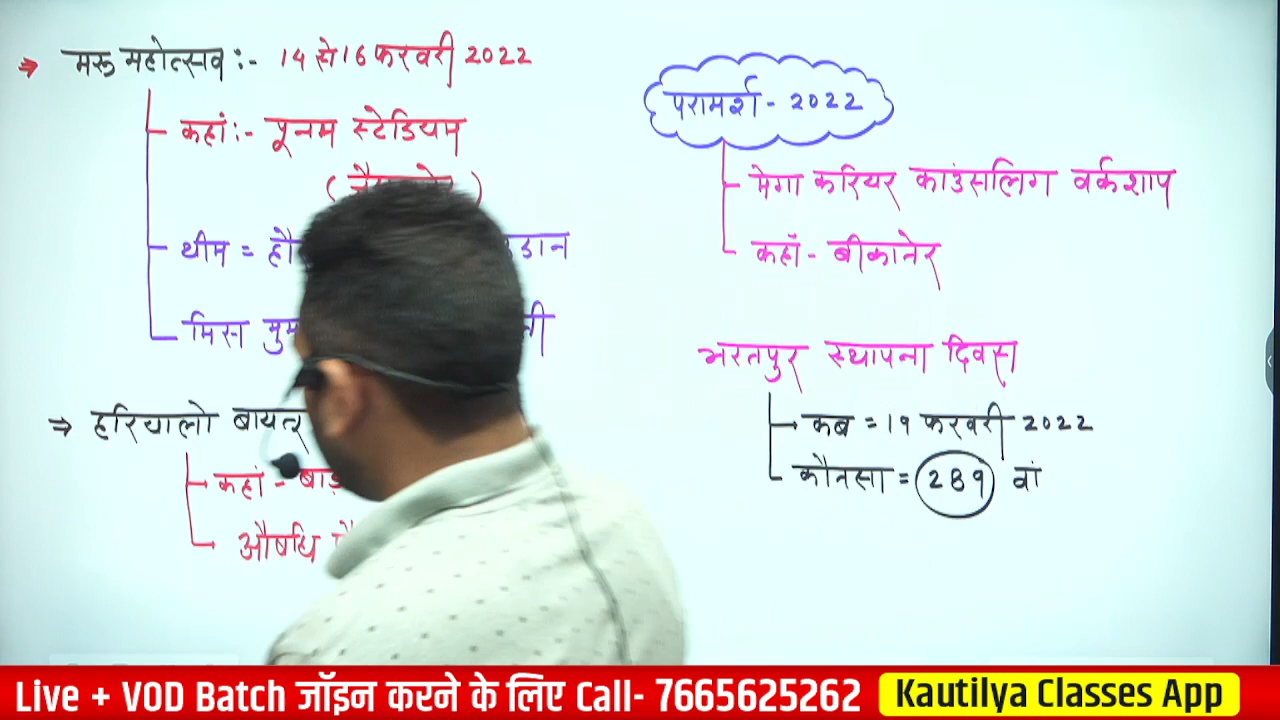 ⇒ मरू महोत्सव :- 14 से 16 फरवरी 2022
कहां :- पूनम स्टेडियम
थीम =
मिस
⇒ हरियालो बायतू
कहां -
औषधि
परामर्श - 2022
मेगा करियर काउंसलिंग वर्कशाप
कहाँ - बीकानेर
भरतपुर स्थापना दिवस
कब = 19 फरवरी 2022
कौनसा = 289 वां
Live + VOD Batch जॉइन करने के लिए Call- 7665625262
Kautilya Classes App